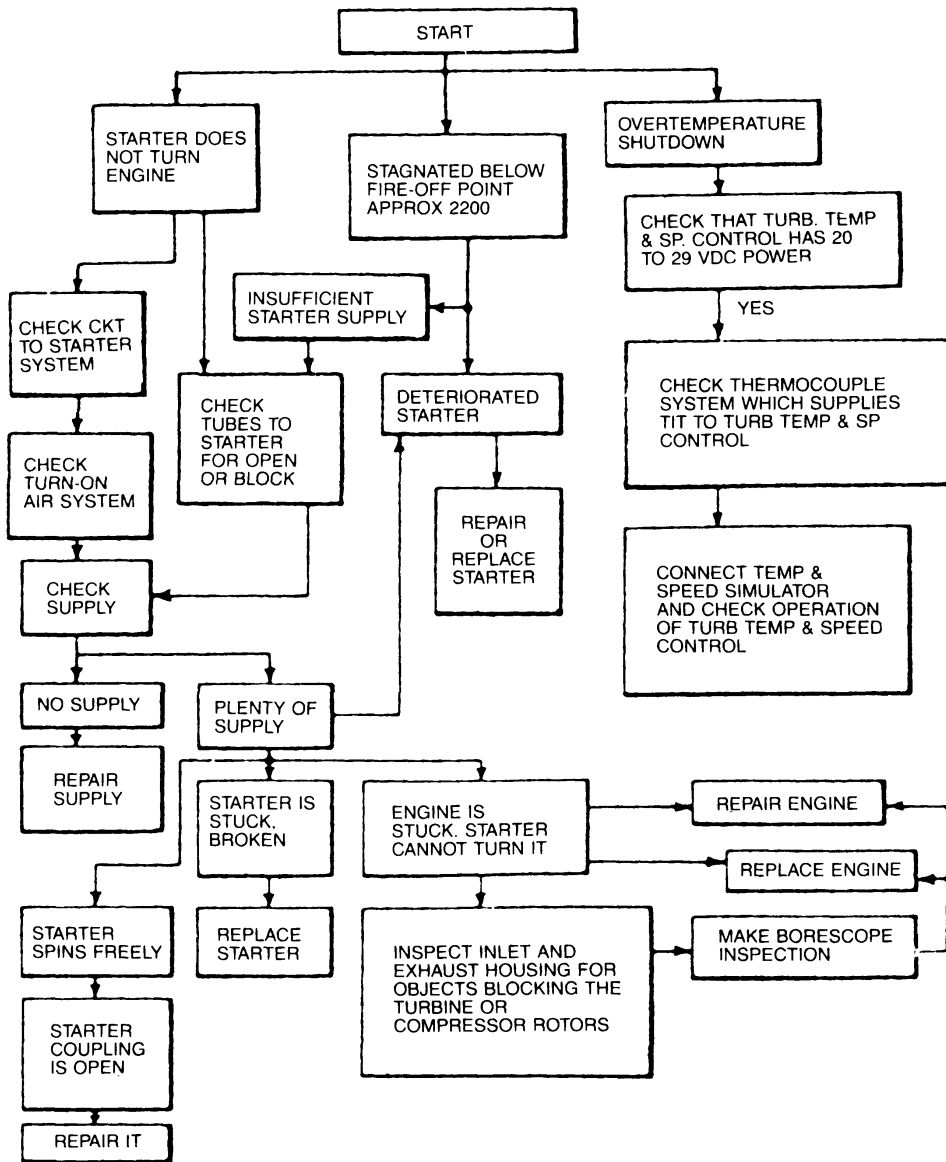 START
STARTER DOES
NOT TURN
ENGINE
STAGNATED BELOW
FIRE-OFF POINT
APPROX 2200
OVERTEMPERATURE
SHUTDOWN
CHECK THAT TURB. TEMP
& SP. CONTROL HAS 20
TO 29 VDC POWER
YES
INSUFFICIENT
STARTER SUPPLY
CHECK CKT
TO STARTER
SYSTEM
CHECK
TUBES TO
STARTER
FOR OPEN
OR BLOCK
DETERIORATED
STARTER
CHECK THERMOCOUPLE
SYSTEM WHICH SUPPLIES
TIT TO TURB TEMP & SP
CONTROL
CHECK
TURN-ON
AIR SYSTEM
REPAIR
OR
REPLACE
STARTER
CONNECT TEMP &
SPEED SIMULATOR
AND CHECK OPERATION
OF TURB TEMP & SPEED
CONTROL
CHECK
SUPPLY
NO SUPPLY
PLENTY OF
SUPPLY
REPAIR
SUPPLY
STARTER IS
STUCK.
BROKEN
ENGINE IS
STUCK. STARTER
CANNOT TURN IT
REPAIR ENGINE
REPLACE ENGINE
STARTER
SPINS FREELY
REPLACE
STARTER
INSPECT INLET AND
EXHAUST HOUSING FOR
OBJECTS BLOCKING THE
TURBINE OR
COMPRESSOR ROTORS
MAKE BORESCOPE
INSPECTION
STARTER
COUPLING
IS OPEN
REPAIR IT